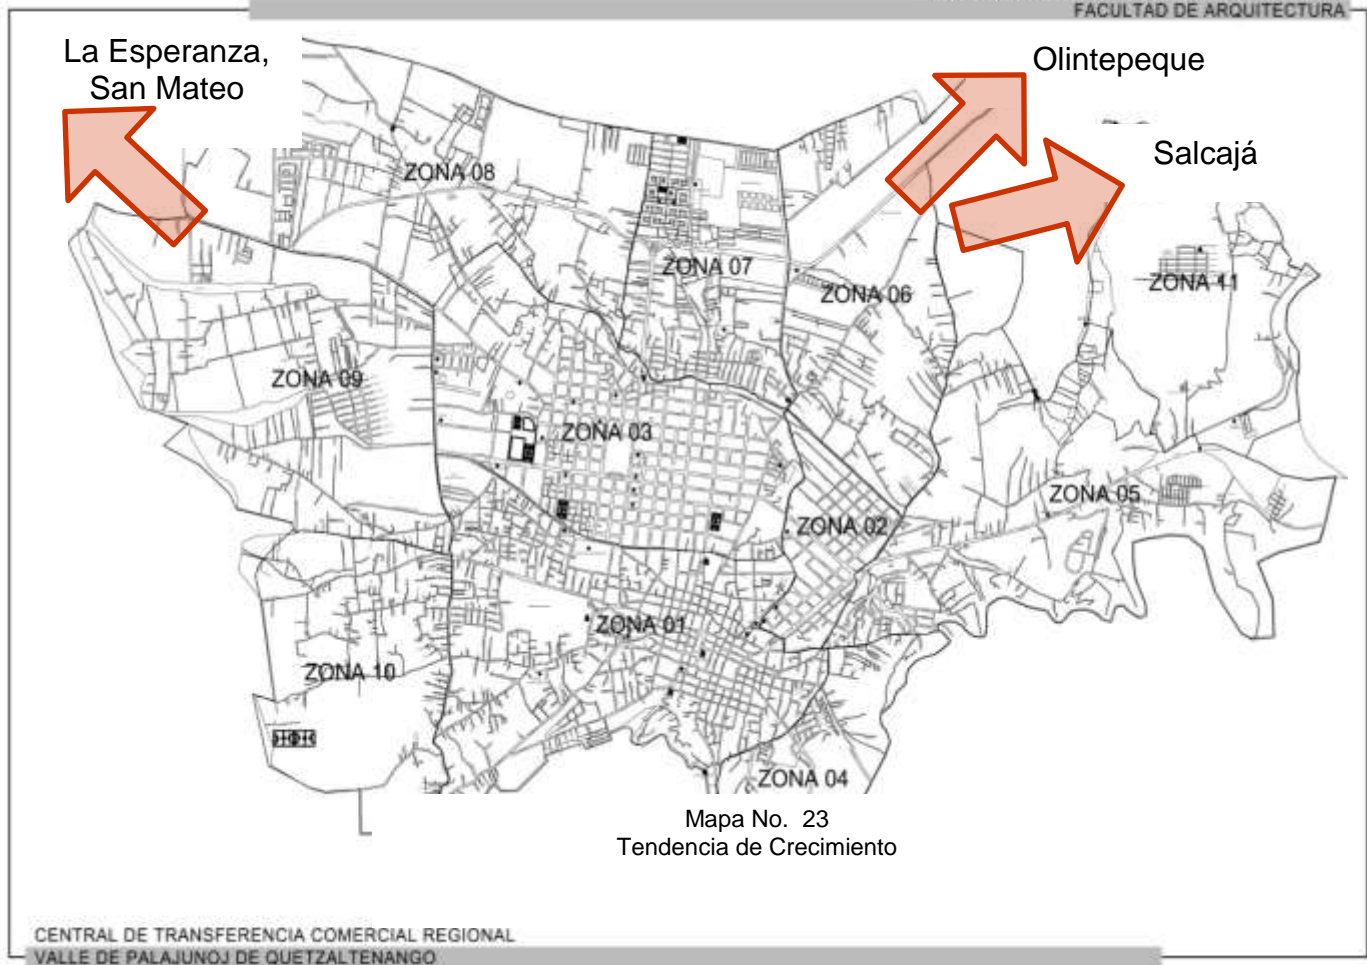 FACULTAD DE ARQUITECTURA
La Esperanza,
San Mateo
Olintepeque
Salcajá
ZONA 08
ZONA 07
ZONA 06
ZONA 11
ZONA 09
ZONA 03
ZONA 05
ZONA 02
ZONA 01
ZONA 10
ZONA 04
Mapa No. 23
Tendencia de Crecimiento
CENTRAL DE TRANSFERENCIA COMERCIAL REGIONAL
VALLE DE PALAJUNOJ DE QUETZALTENANGO